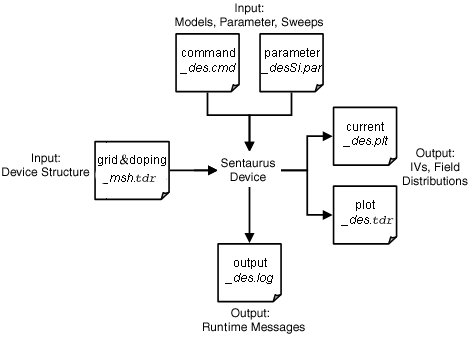 Input:
Models, Parameter, Sweeps
command
_des.cmd
parameter
_desSi.par
Input:
Device Structure
grid&doping
_msh.tdr
Sentaurus
Device
current
_des.plt
plot
_des.tdr
Output:
IVs, Field
Distributions
output
_des.log
Output:
Runtime Messages